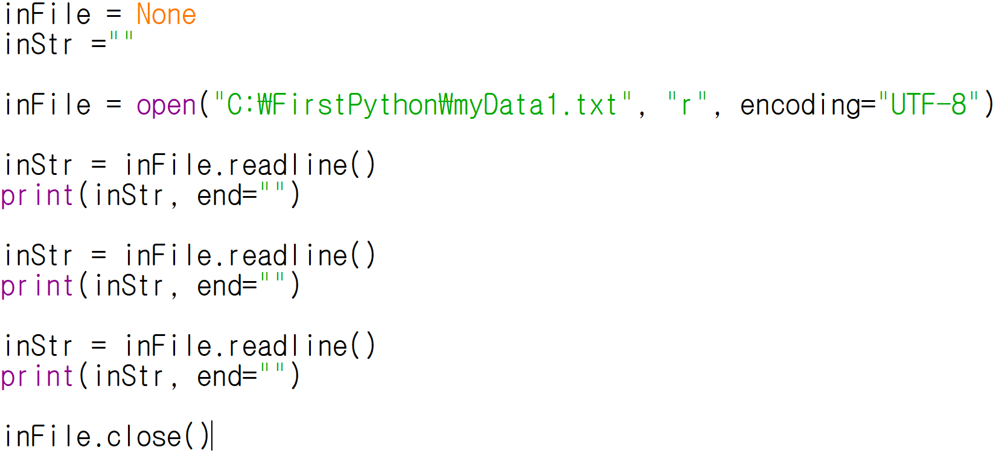 inFile = None
inStr =""
inFile = open("C:₩FirstPython₩myData1.txt", "r", encoding="UTF-8")
inStr = inFile.readline()
print(inStr, end="")
inStr = inFile.readline()
print(inStr, end="")
inStr = inFile.readline()
print(inStr, end="")
inFile.close()